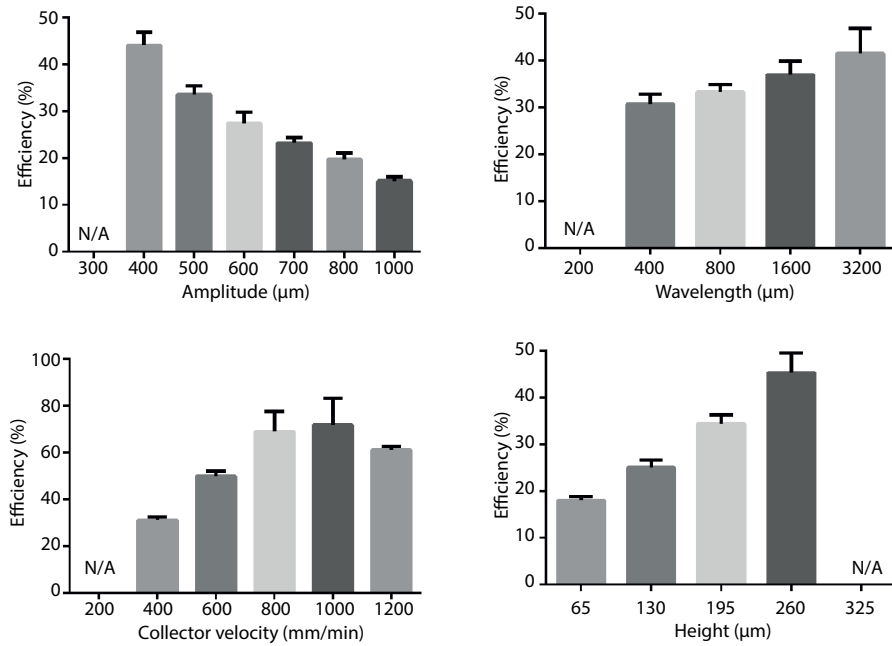 50
40
30
20
10
0
Efficiency (%)
N/A
300 400 500 600 700 800 1000
Amplitude (μm)
50
40
30
20
10
0
Efficiency (%)
N/A
200 400 800 1600 3200
Wavelength (μm)
100
80
60
40
20
0
Efficiency (%)
N/A
200 400 600 800 1000 1200
Collector velocity (mm/min)
50
40
30
20
10
0
Efficiency (%)
N/A
65 130 195 260 325
Height (μm)